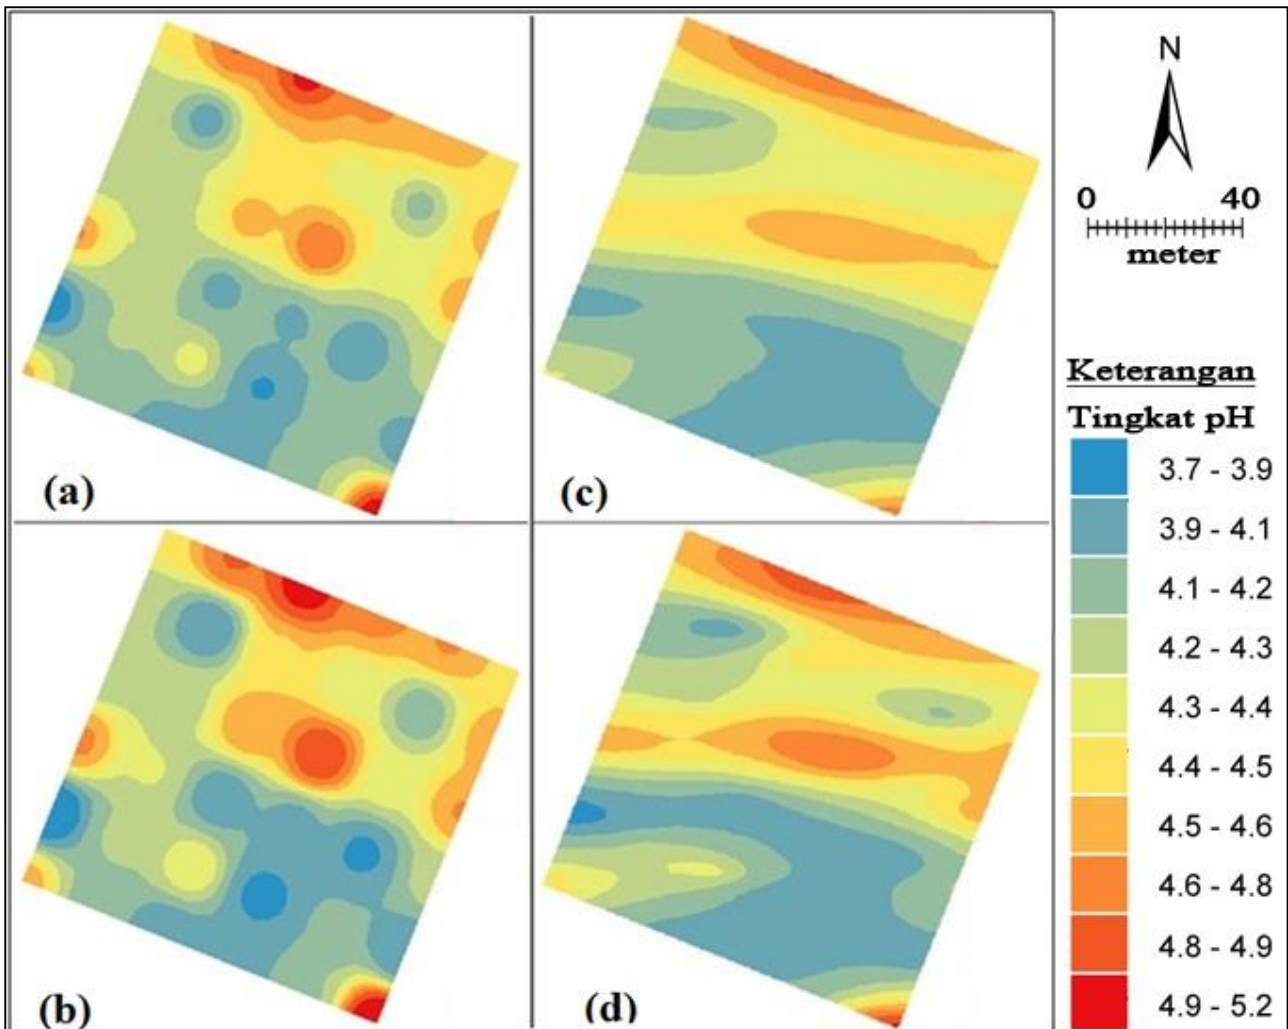 (a)
(c)
(b)
(d)
N
0 40
meter
Keterangan
Tingkat pH
3.7 - 3.9
3.9 - 4.1
4.1 - 4.2
4.2 - 4.3
4.3 - 4.4
4.4 - 4.5
4.5 - 4.6
4.6 - 4.8
4.8 - 4.9
4.9 - 5.2